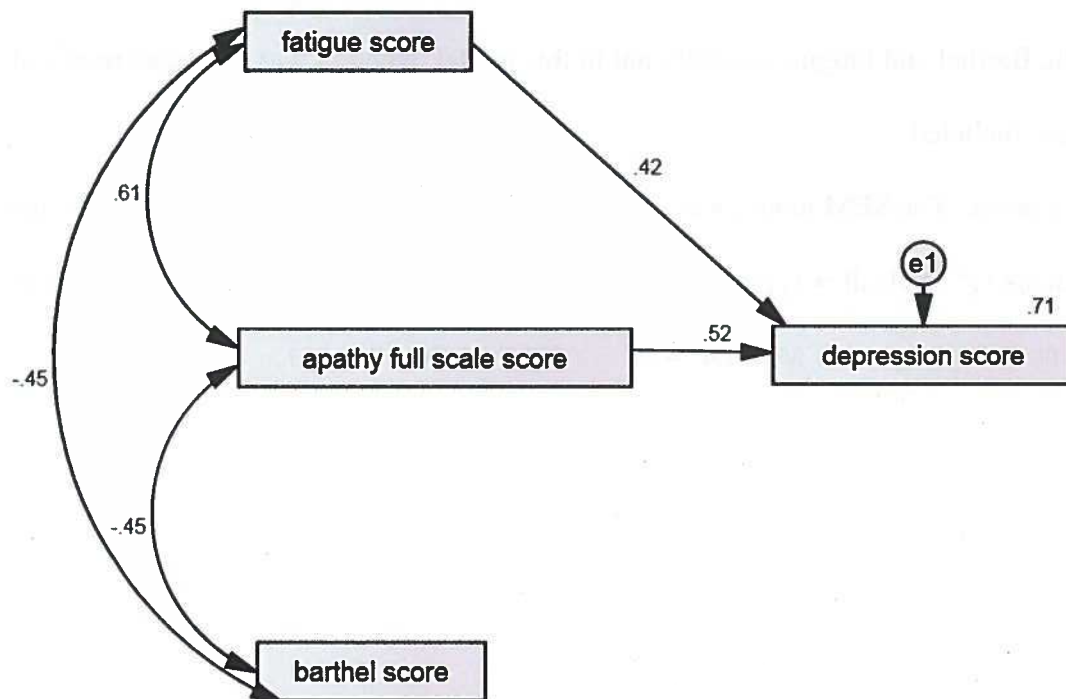 fatigue score
.42
.61
e1
.71
.52
apathy full scale score
depression score
-.45
-.45
barthel score